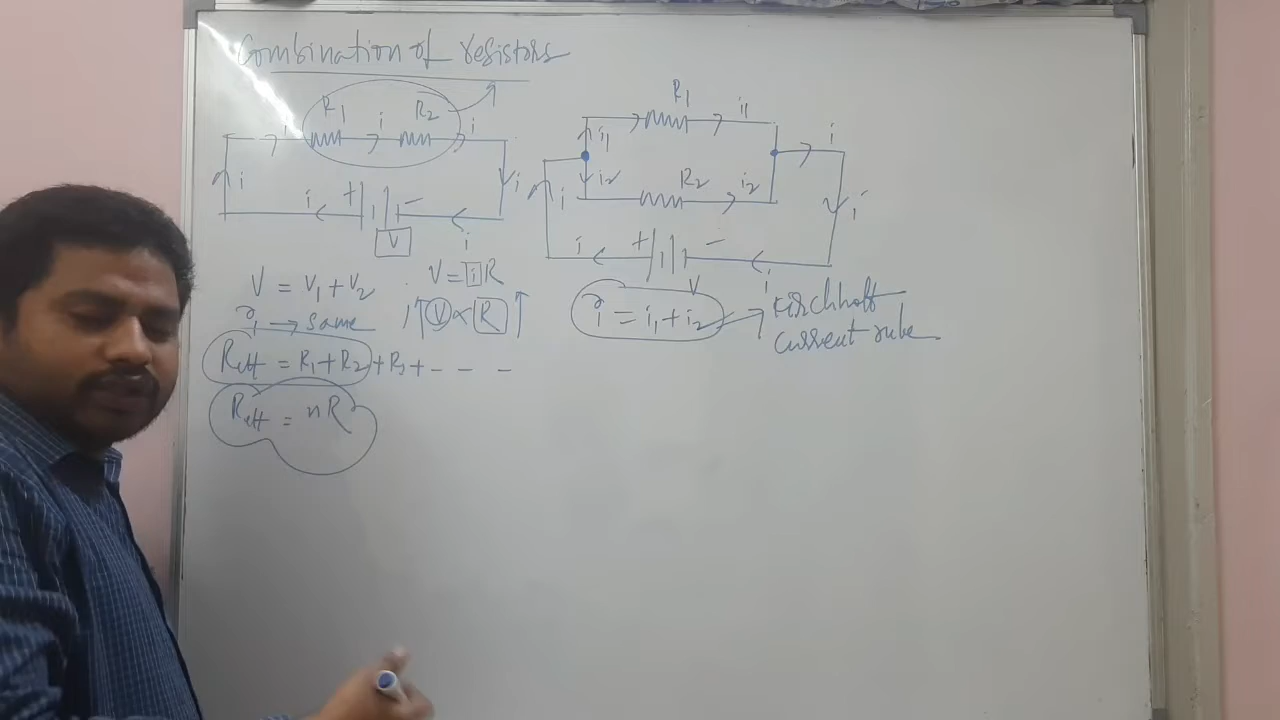 Combination of resistors
R1 R2
i i i
i i
i + - i
V
V = V1 + V2
i → same
Reff = R1 + R2 + R3 + - - -
Reff = nR
V = iR
↑ V ∝ R ↑
R1 i1
i1 i
i2 R2 i2
i i
i + - i
V
i = i1 + i2 → Kirchhoff
current rule